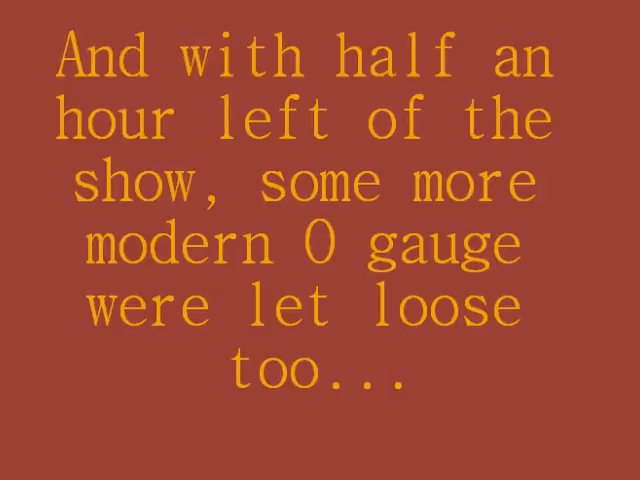 And with half an
hour left of the
show, some more
modern O gauge
were let loose
too...